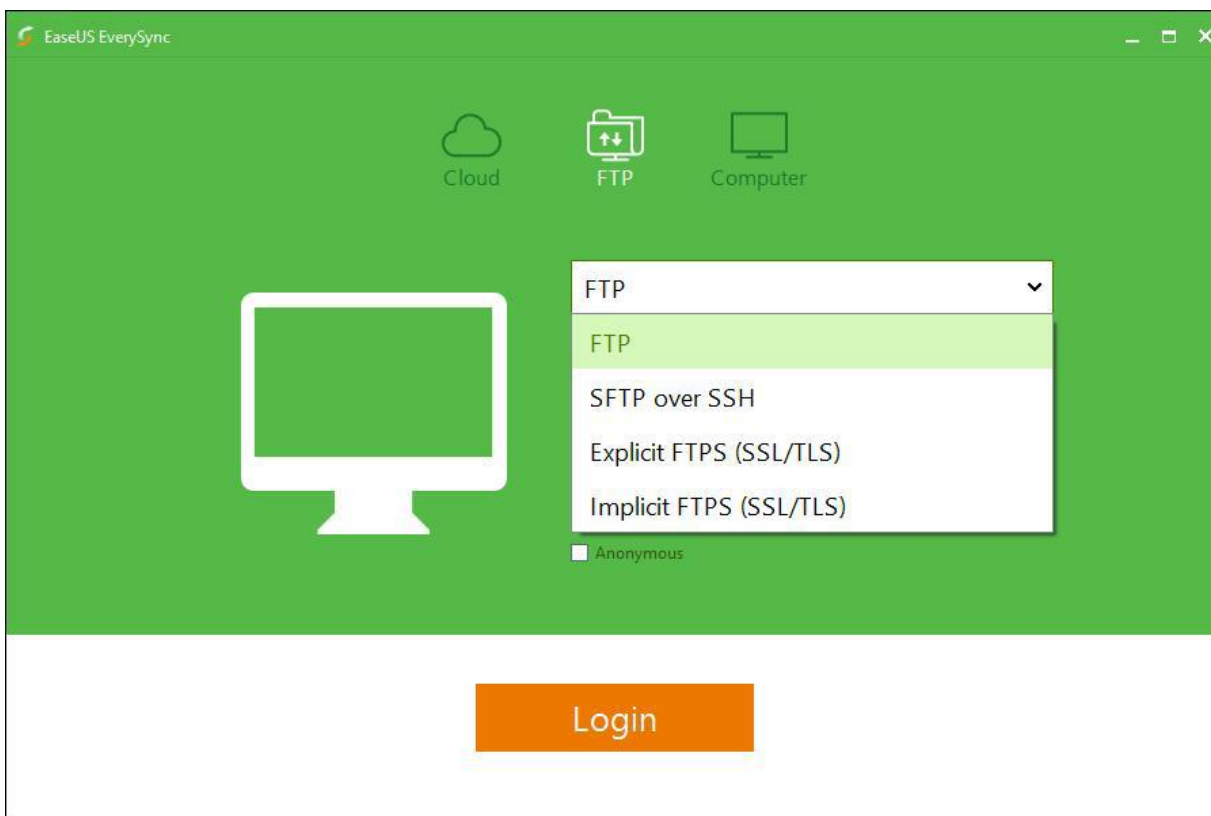 EaseUS EverySync
Cloud
FTP
Computer
FTP
FTP
SFTP over SSH
Explicit FTPS (SSL/TLS)
Implicit FTPS (SSL/TLS)
Anonymous
Login